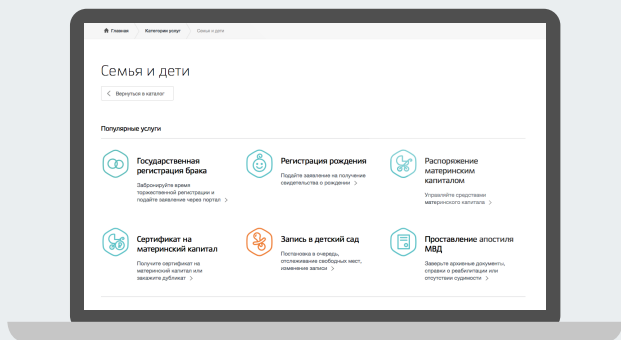 Главная Категории услуг Семья и дети
Семья и дети
Вернуться в каталог
Популярные услуги
Государственная
регистрация брака
Забронируйте время
торжественной регистрации и
подайте заявление через портал
Регистрация рождения
Подайте заявление на получение
свидетельства о рождении
Распоряжение
материнским
капиталом
Управляйте средствами
материнского капитала
Сертификат на
материнский капитал
Получите сертификат на
материнский капитал или
закажите дубликат
Запись в детский сад
Постановка в очередь,
отслеживание свободных мест,
изменение записи
Проставление апостиля
МВД
Заверьте архивные документы,
справки о реабилитации или
отсутствии судимости